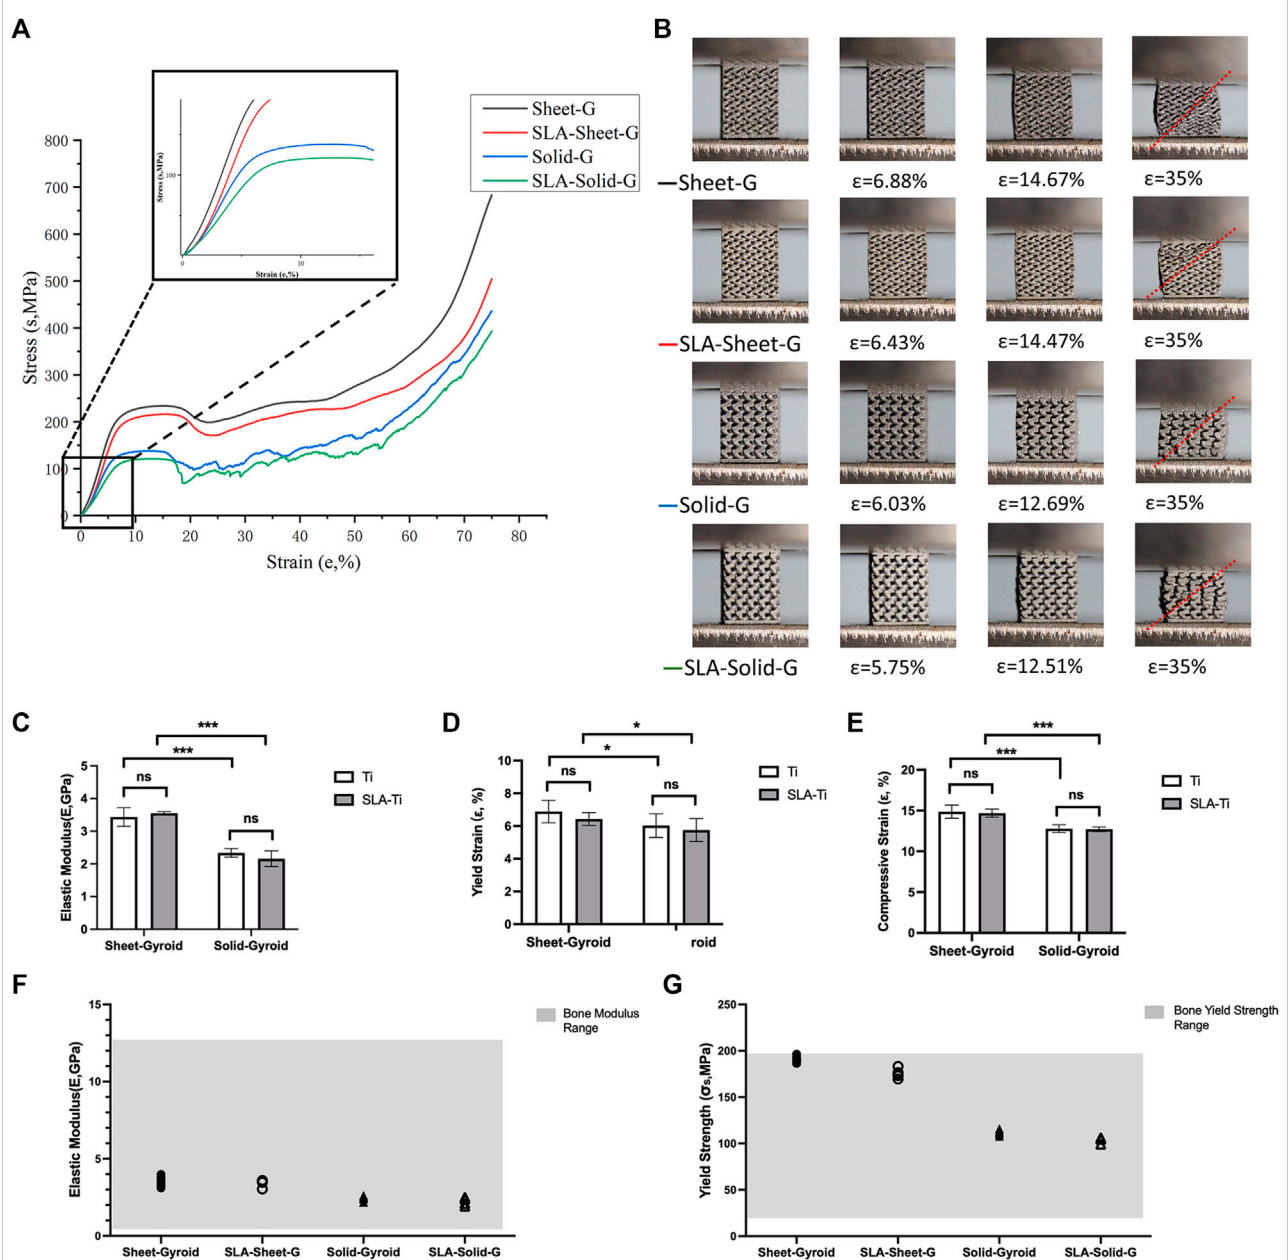 A
Sheet-G
SLA-Sheet-G
Solid-G
SLA-Solid-G
Stress (s,MPa)
100
0
10
Strain (e,%)
800
700
600
500
400
300
200
100
0
Stress (s,MPa)
0 10 20 30 40 50 60 70 80
Strain (e,%)
B
Sheet-G ε=6.88% ε=14.67% ε=35%
SLA-Sheet-G ε=6.43% ε=14.47% ε=35%
Solid-G ε=6.03% ε=12.69% ε=35%
SLA-Solid-G ε=5.75% ε=12.51% ε=35%
C
***
***
ns
ns
Ti
SLA-Ti
Elastic Modulus(E,GPa)
5
4
3
2
1
0
Sheet-Gyroid Solid-Gyroid
D
*
*
ns
ns
Ti
SLA-Ti
Yield Strain (ε, %)
10
8
6
4
2
0
Sheet-Gyroid roid
E
***
***
ns
ns
Ti
SLA-Ti
Compressive Strain (ε, %)
20
15
10
5
0
Sheet-Gyroid Solid-Gyroid
F
Bone Modulus
Range
Elastic Modulus(E,GPa)
15
10
5
0
Sheet-Gyroid SLA-Sheet-G Solid-Gyroid SLA-Solid-G
G
Bone Yield Strength
Range
Yield Strength (σs,MPa)
250
200
150
100
50
0
Sheet-Gyroid SLA-Sheet-G Solid-Gyroid SLA-Solid-G